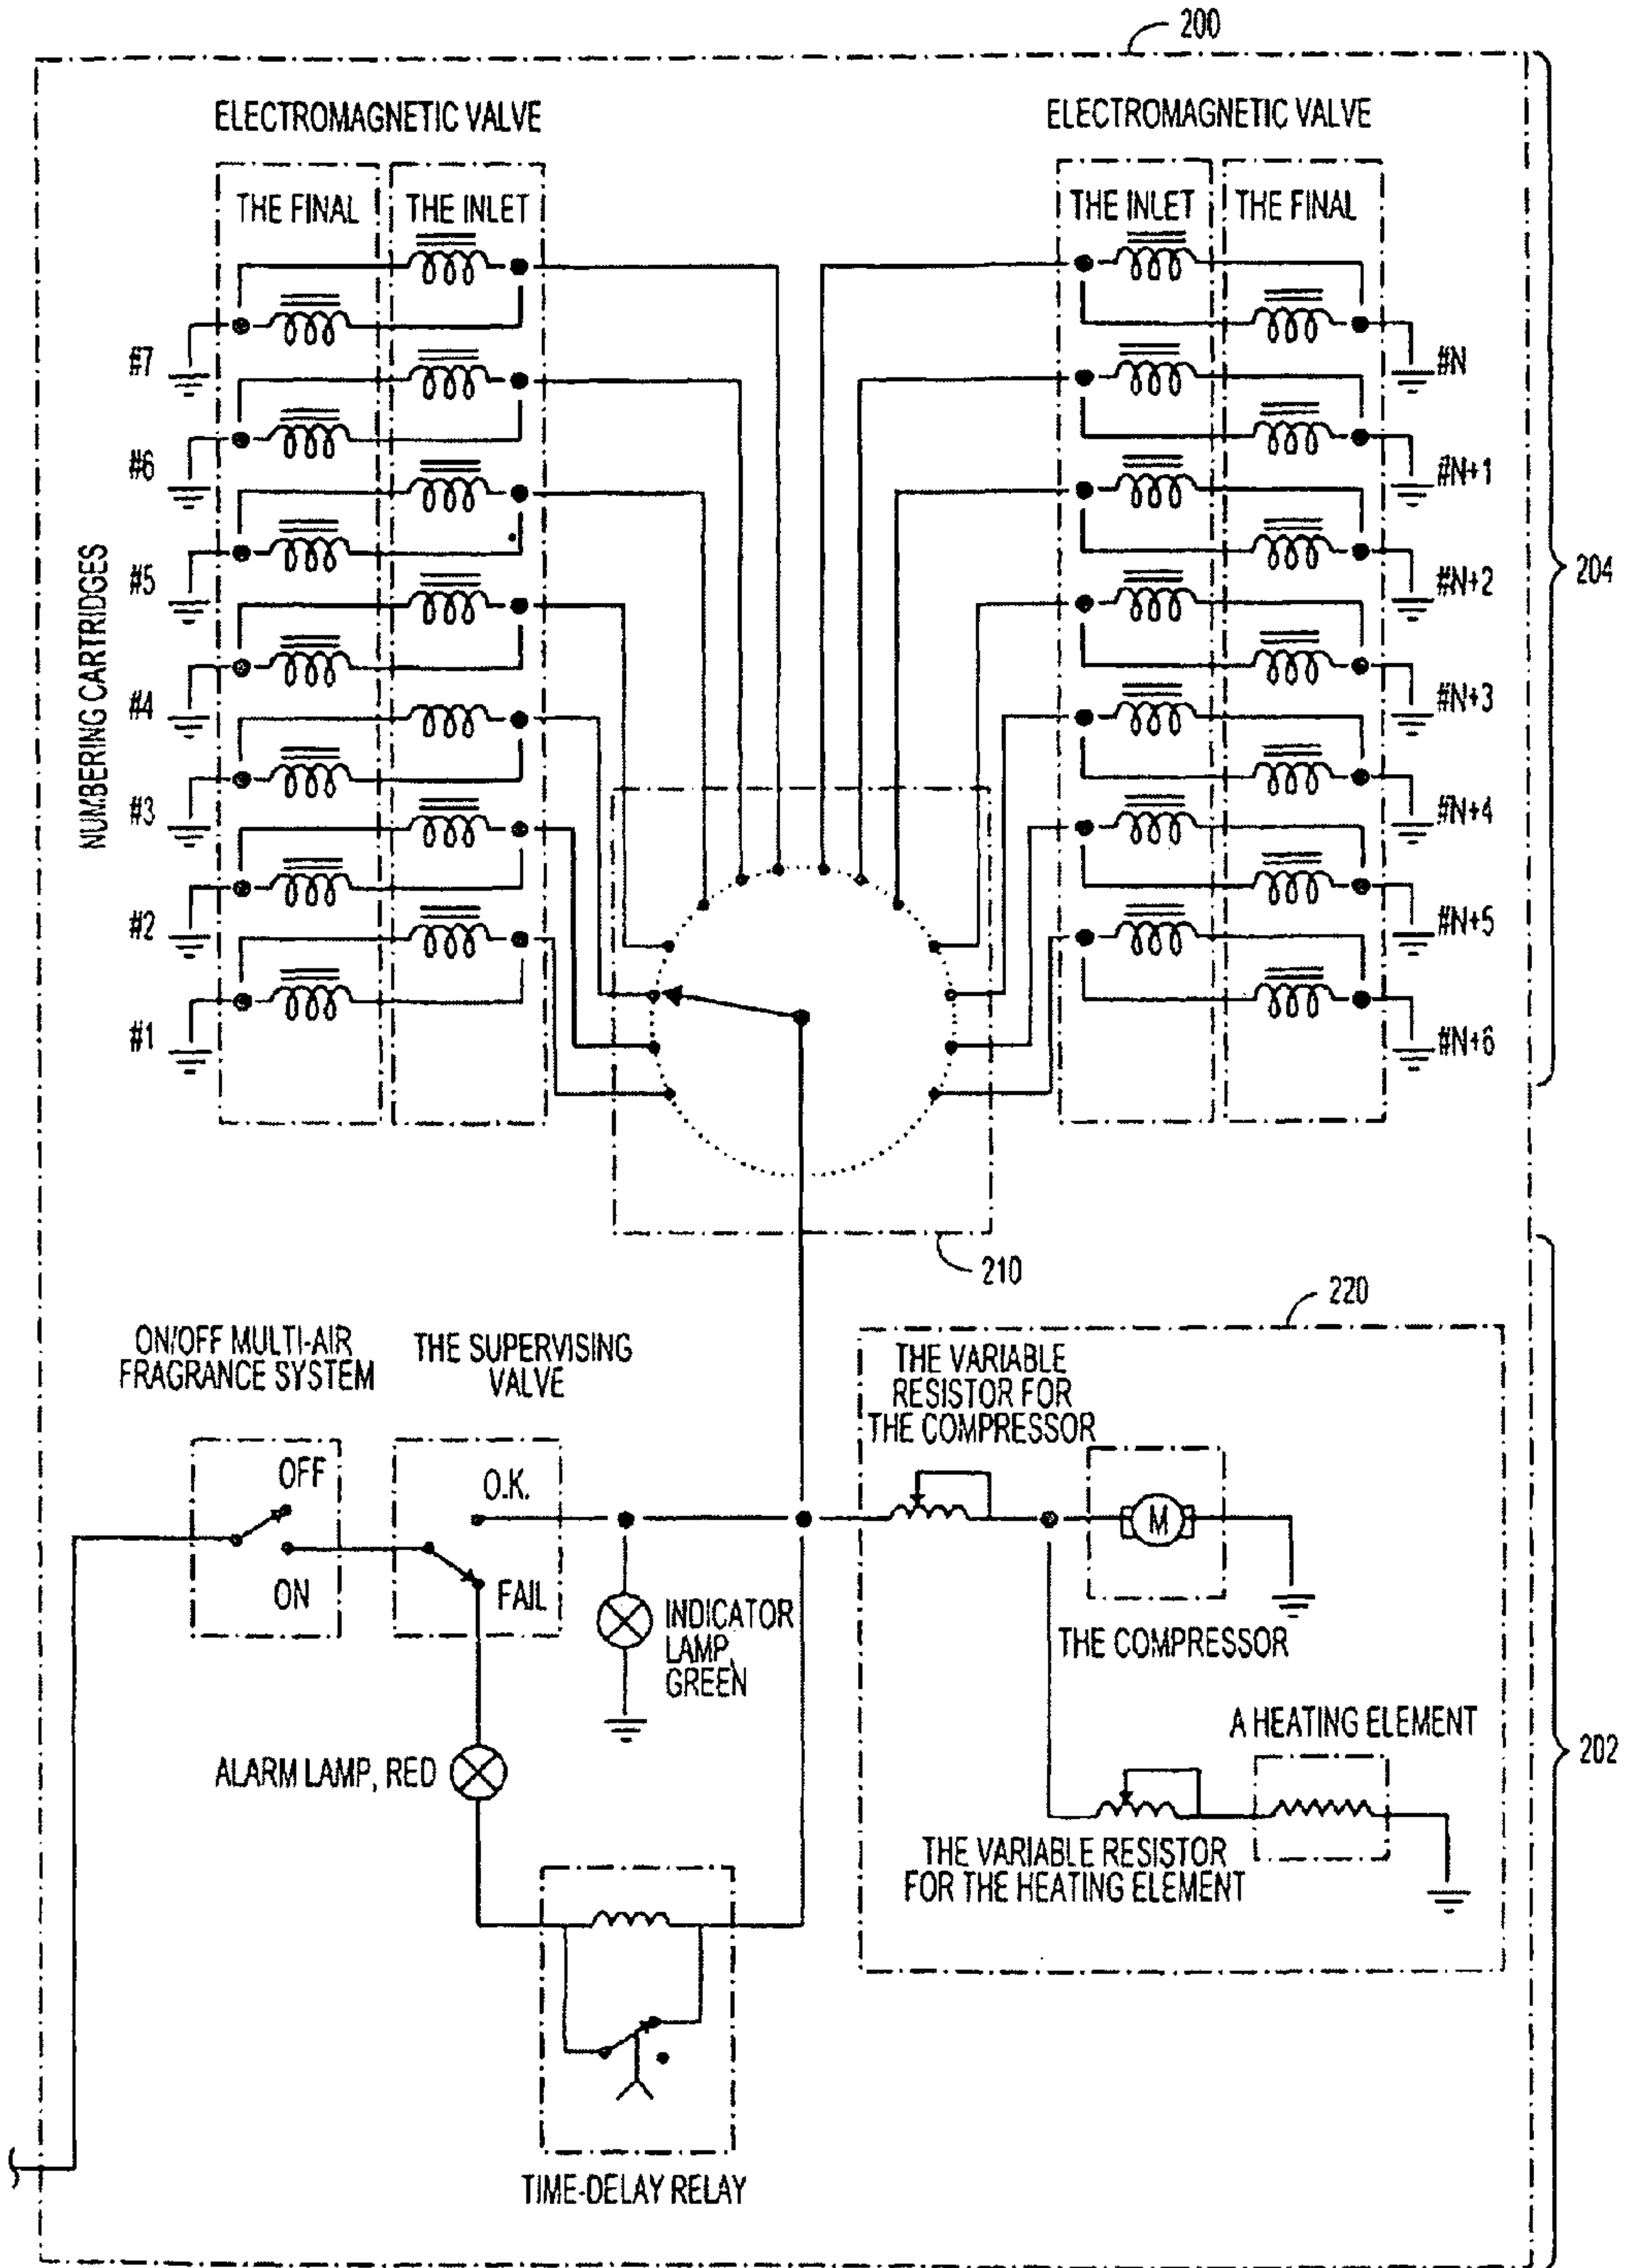 200
ELECTROMAGNETIC VALVE
ELECTROMAGNETIC VALVE
THE FINAL
THE INLET
THE INLET
THE FINAL
#7
#6
#5
#4
#3
#2
#1
NUMBERING CARTRIDGES
#N
#N+1
#N+2
#N+3
#N+4
#N+5
#N+6
204
210
220
ON/OFF MULTI-AIR
FRAGRANCE SYSTEM
THE SUPERVISING
VALVE
THE VARIABLE
RESISTOR FOR
THE COMPRESSOR
OFF
ON
O.K.
FAIL
M
INDICATOR
LAMP,
GREEN
THE COMPRESSOR
A HEATING ELEMENT
ALARM LAMP, RED
202
THE VARIABLE RESISTOR
FOR THE HEATING ELEMENT
TIME-DELAY RELAY